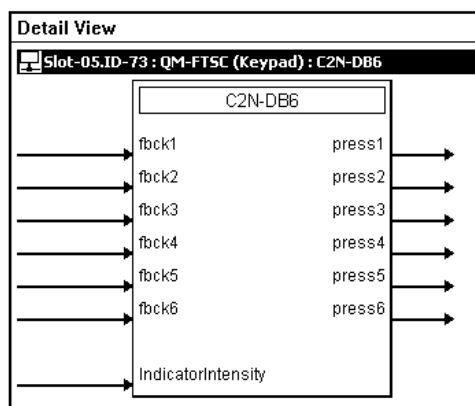 Detail View
Slot-05.ID-73 : QM-FTSC (Keypad) : C2N-DB6
C2N-DB6
fbck1 press1
fbck2 press2
fbck3 press3
fbck4 press4
fbck5 press5
fbck6 press6
IndicatorIntensity